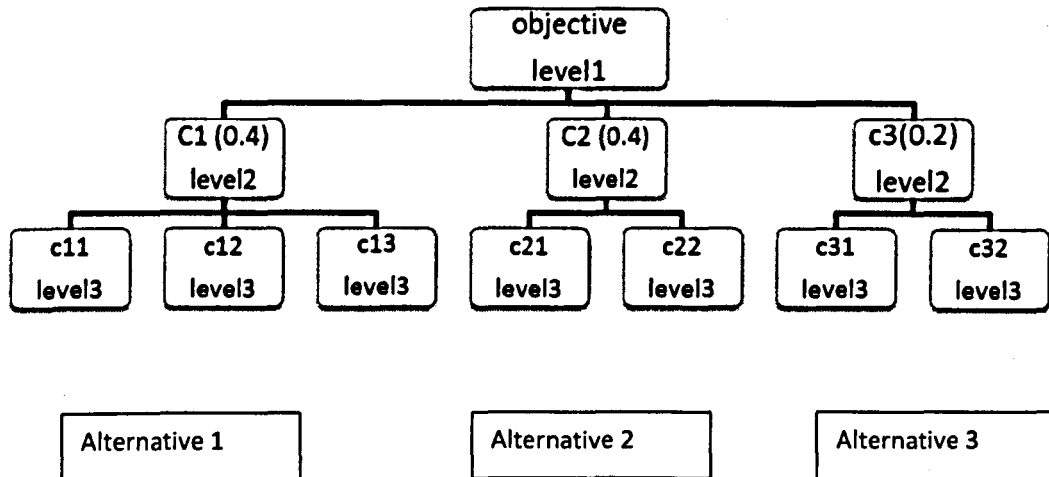 objective
level1
C1 (0.4)
level2
C2 (0.4)
level2
c3(0.2)
level2
c11
level3
c12
level3
c13
level3
c21
level3
c22
level3
c31
level3
c32
level3
Alternative 1
Alternative 2
Alternative 3